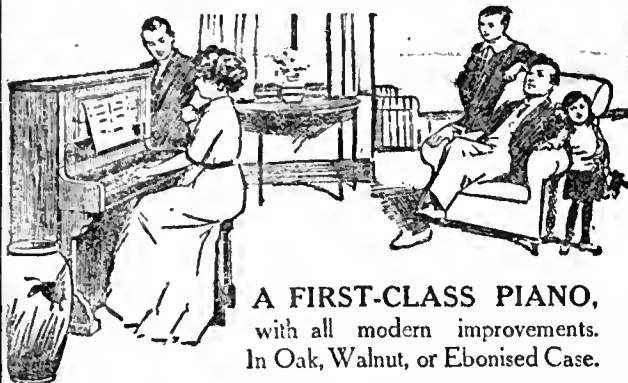 A FIRST-CLASS PIANO,
with all modern improvements.
In Oak, Walnut, or Ebonised Case.